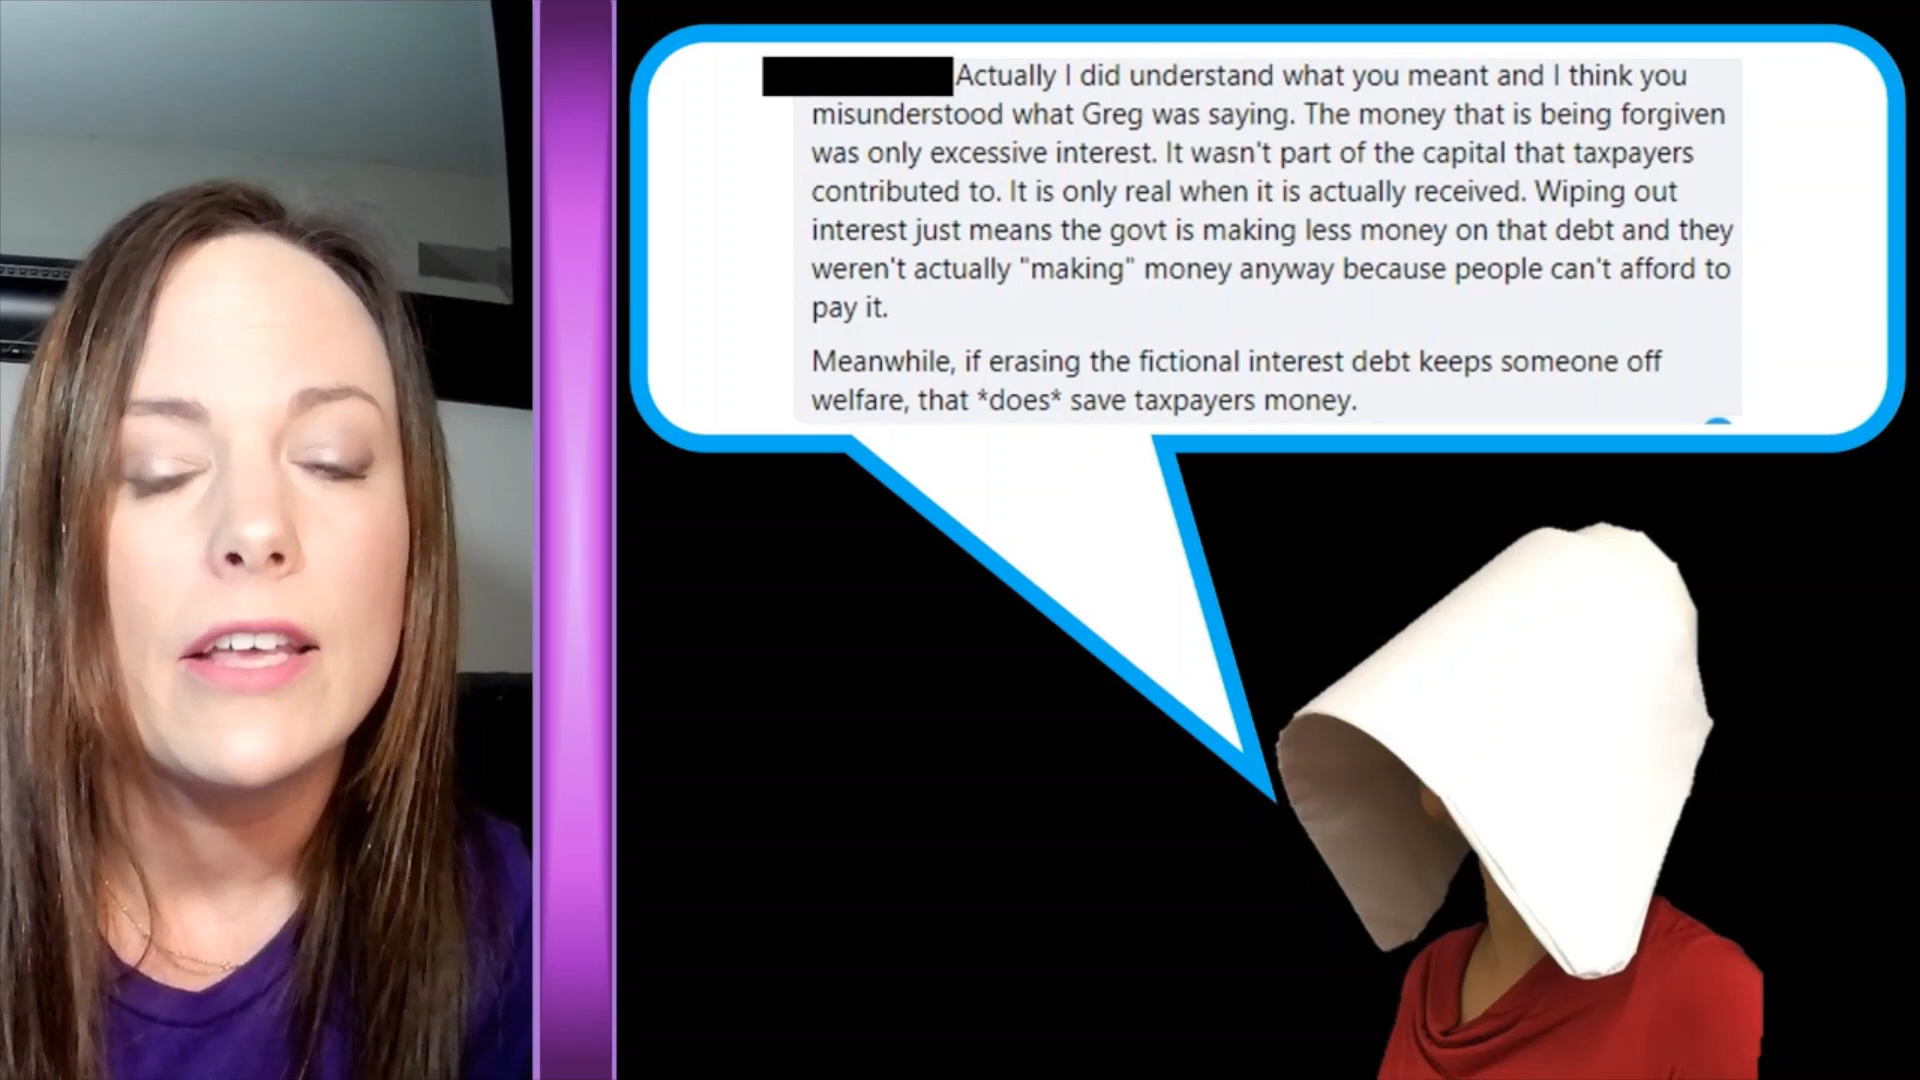 Actually I did understand what you meant and I think you
misunderstood what Greg was saying. The money that is being forgiven
was only excessive interest. It wasn't part of the capital that taxpayers
contributed to. It is only real when it is actually received. Wiping out
interest just means the govt is making less money on that debt and they
weren't actually "making" money anyway because people can't afford to
pay it.
Meanwhile, if erasing the fictional interest debt keeps someone off
welfare, that *does* save taxpayers money.